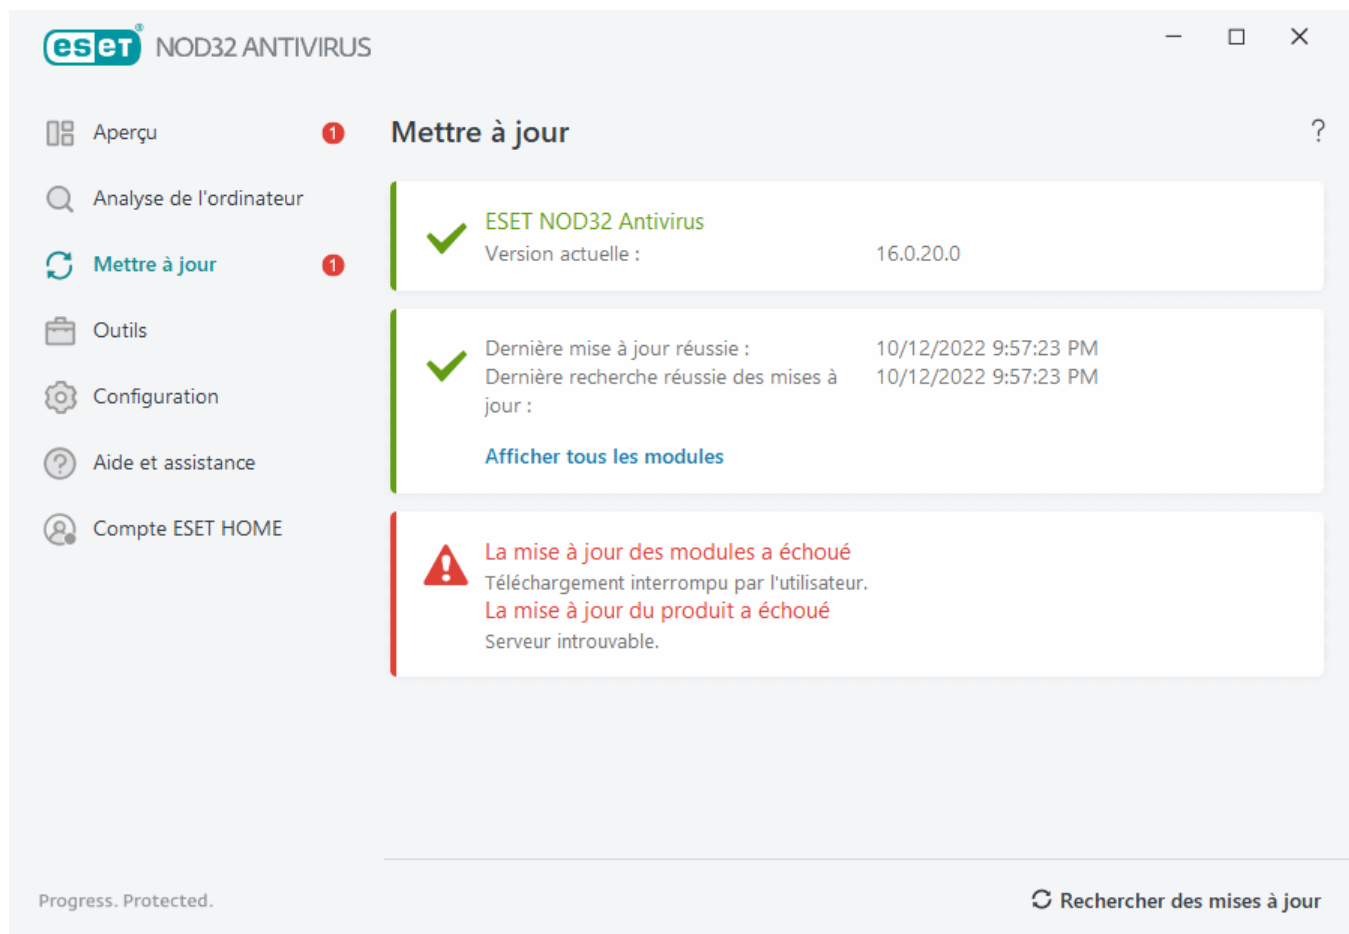 eset® NOD32 ANTIVIRUS
Aperçu 1
Analyse de l'ordinateur
Mettre à jour 1
Outils
Configuration
Aide et assistance
Compte ESET HOME
Mettre à jour ?
ESET NOD32 Antivirus
Version actuelle : 16.0.20.0
Dernière mise à jour réussie : 10/12/2022 9:57:23 PM
Dernière recherche réussie des mises à 10/12/2022 9:57:23 PM
jour :
Afficher tous les modules
La mise à jour des modules a échoué
Téléchargement interrompu par l'utilisateur.
La mise à jour du produit a échoué
Serveur introuvable.
Progress. Protected.
Rechercher des mises à jour